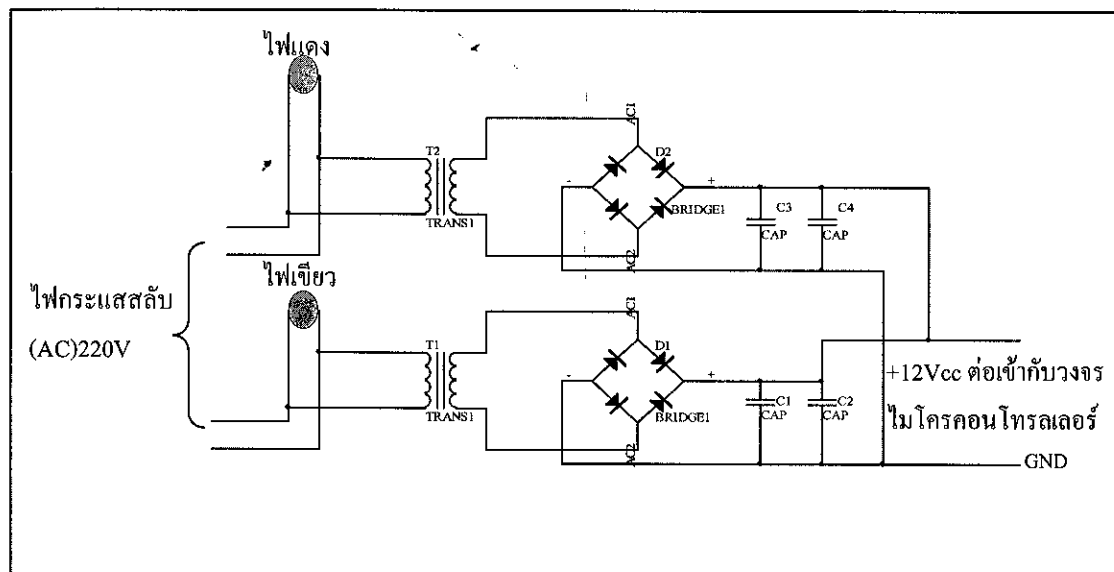 ไฟแดง
AC1
T2
D2
TRANS1
-
+
BRIDGE1
C3
CAP
C4
CAP
AC2
ไฟเขียว
ไฟกระแสสลับ
(AC)220V
AC1
T1
D1
TRANS1
-
+
BRIDGE1
C1
CAP
C2
CAP
AC2
+12Vcc ต่อเข้ากับวงจร
ไมโครคอนโทรลเลอร์
GND